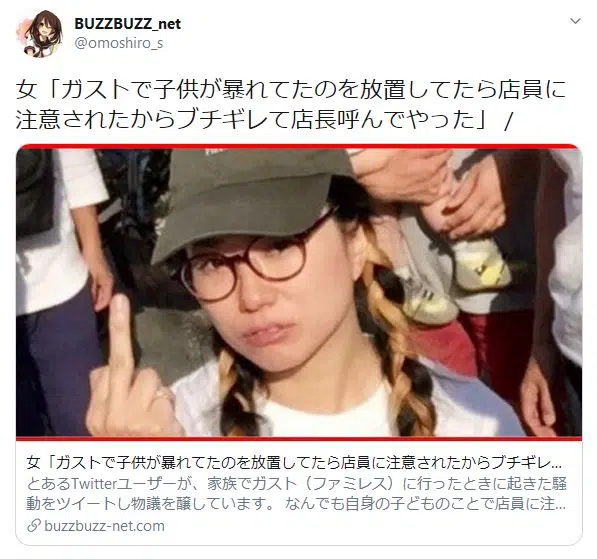 BUZZBUZZ_net
@omoshiro_s
女「ガストで子供が暴れてたのを放置してたら店員に
注意されたからブチギレて店長呼んでやった」 /
女「ガストで子供が暴れてたのを放置してたら店員に注意されたからブチギレ...
とあるTwitterユーザーが、家族でガスト（ファミレス）に行ったときに起きた騒
動をツイートし物議を醸しています。 なんでも自身の子どものことで店員に注...
buzzbuzz-net.com